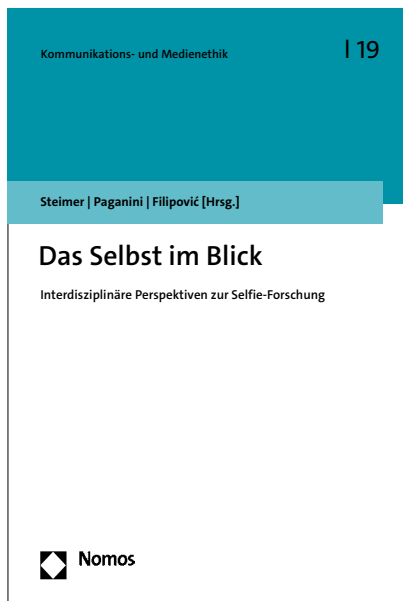 Kommunikations- und Medienethik
| 19
Steimer | Paganini | Filipović [Hrsg.]
Das Selbst im Blick
Interdisziplinäre Perspektiven zur Selfie-Forschung
Nomos